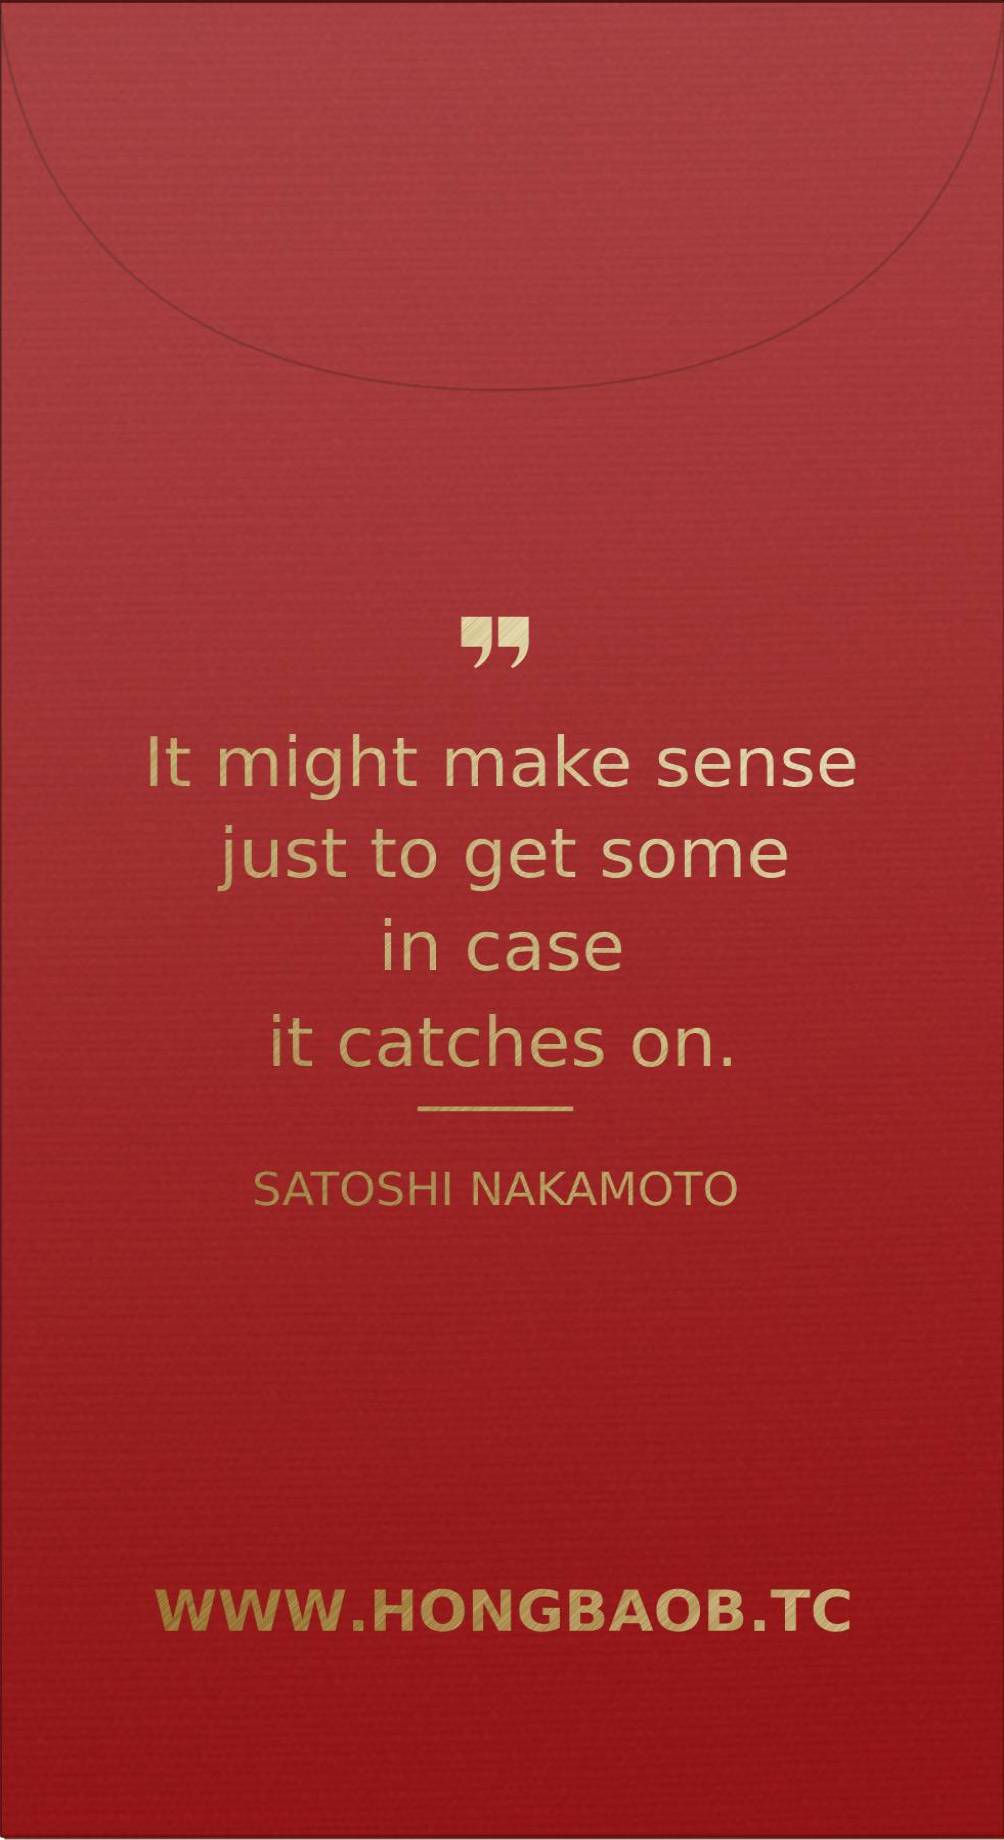 ”
It might make sense
just to get some
in case
it catches on.
SATOSHI NAKAMOTO
WWW.HONGBAOB.TC